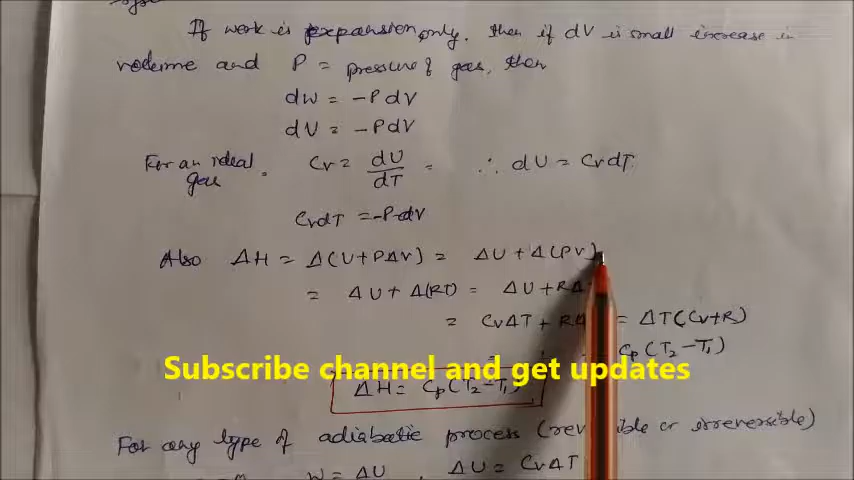 If work is expansion only. then if dV is small increase in
volume and P = pressure of gas, then
dW = -PdV
dU = -PdV
For an ideal gas. Cv = dU/dT = ∴ dU = CvdT
CvdT = -PdV
Also ΔH = Δ(U+PΔV) = ΔU + Δ(PV)
= ΔU + Δ(RT) = ΔU + RΔ
= CvΔT + RΔ = ΔT(Cv+R)
= Cp(T2-T1)
Subscribe channel and get updates
ΔH = Cp(T2-T1)
For any type of adiabatic process (reversible or irreversible)
W = ΔU, ΔU = CvΔT